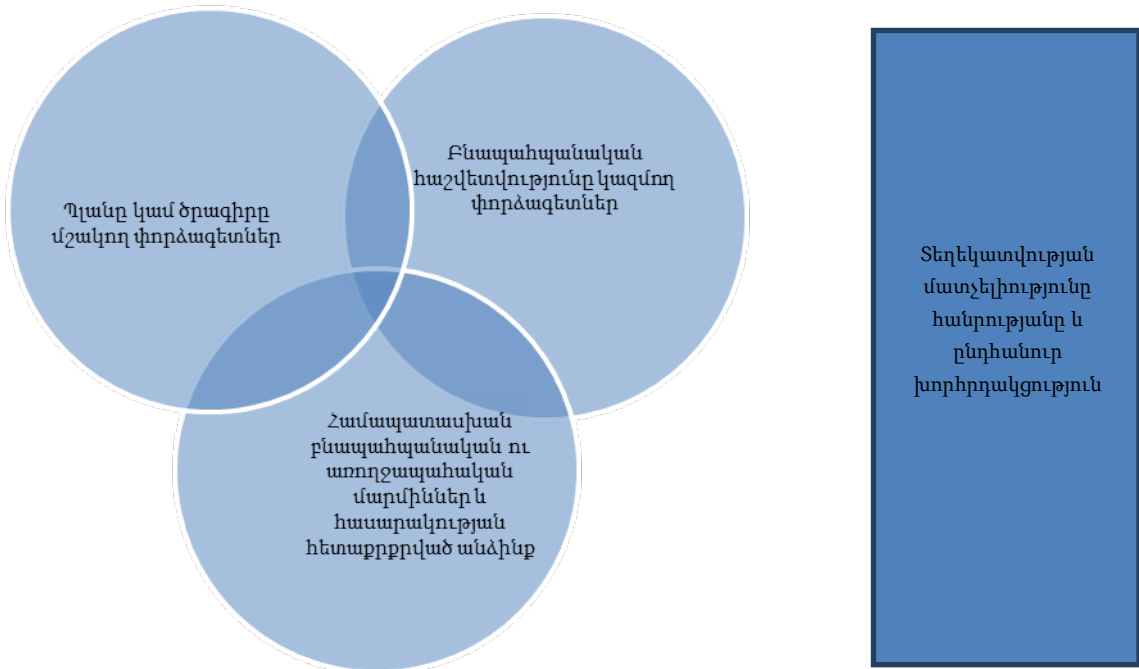 Պլանը կամ ծրագիրը
մշակող փորձագետներ
Բնապահպանական
հաշվետվությունը կազմող
փորձագետներ
Համապատասխան
բնապահպանական ու
առողջապահական
մարմիններ և
հասարակության
հետաքրքրված անձինք
Տեղեկատվության
մատչելիությունը
հանրությանը և
ընդհանուր
խորհրդակցություն